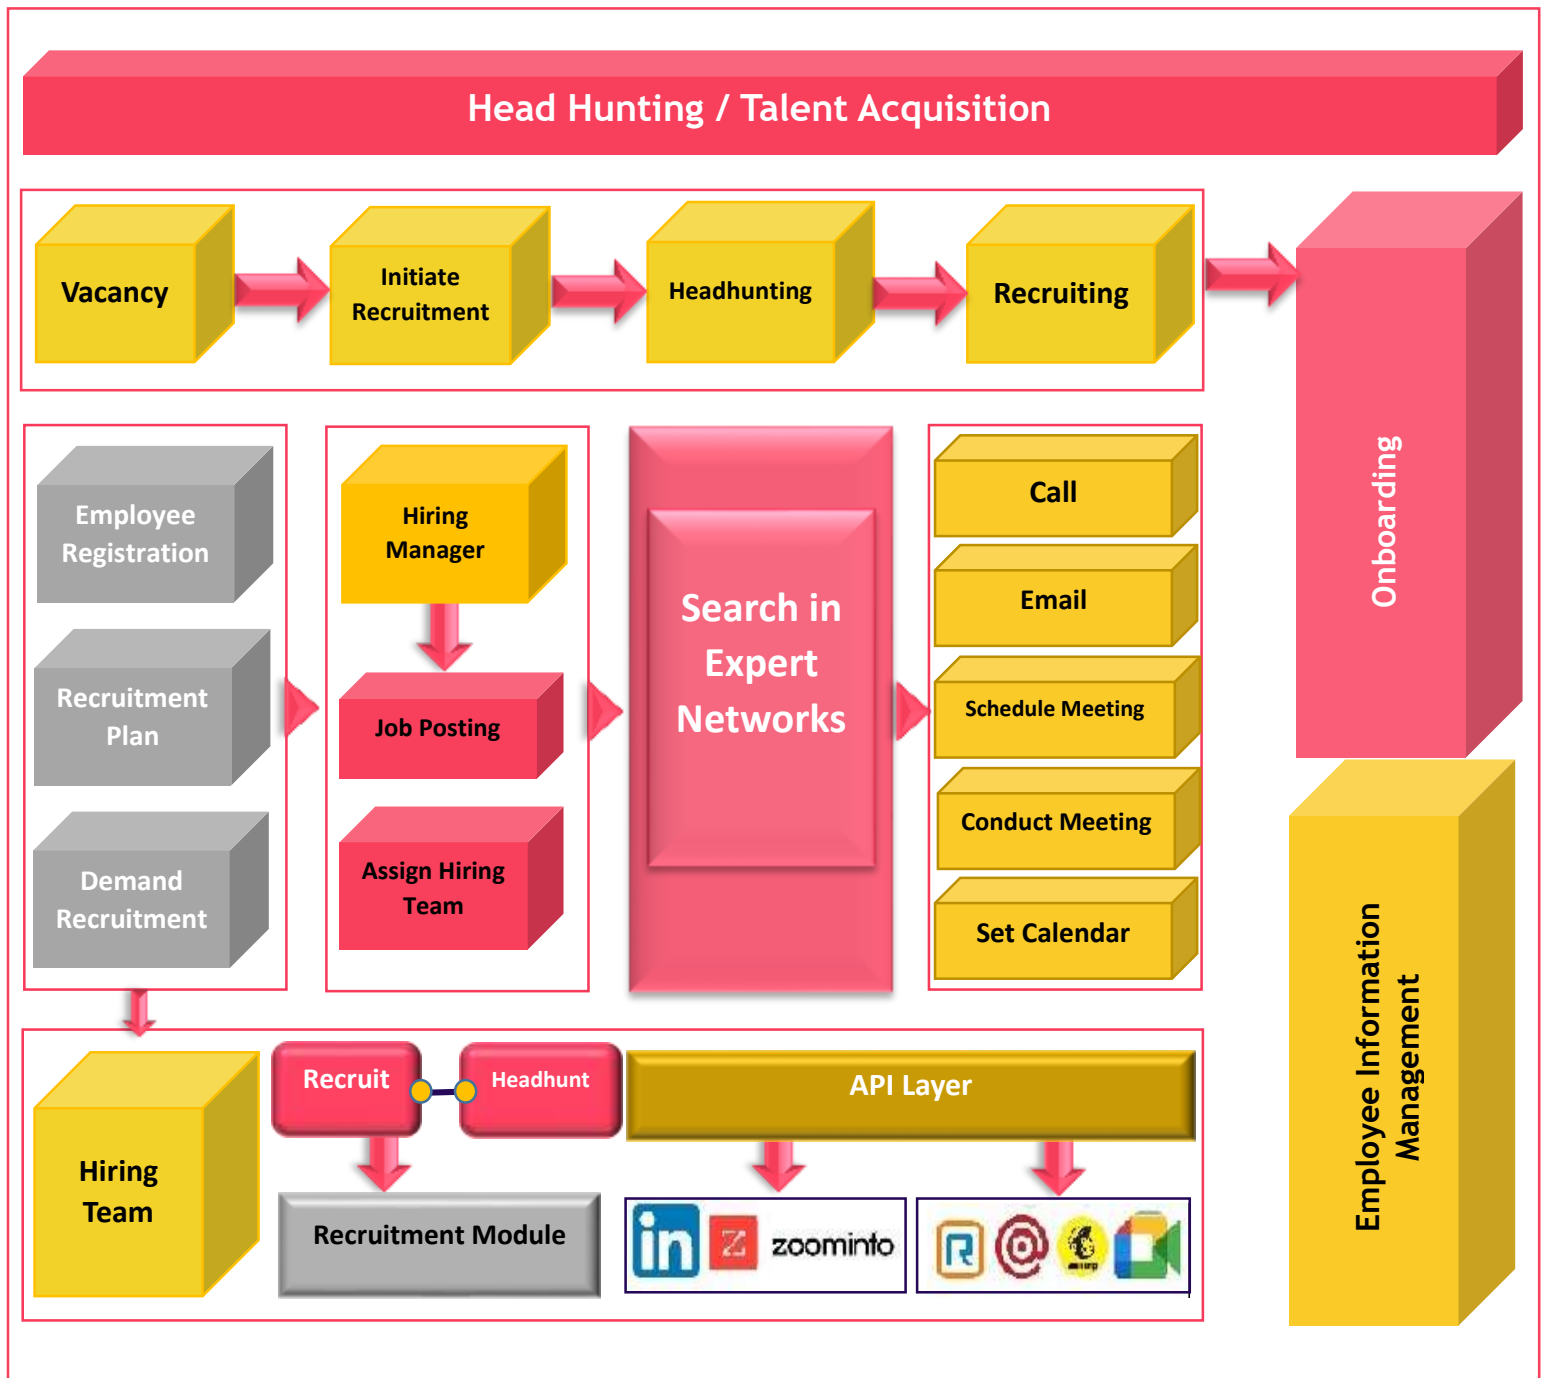 Head Hunting / Talent Acquisition
Vacancy
Initiate
Recruitment
Headhunting
Recruiting
Onboarding
Employee
Registration
Recruitment
Plan
Demand
Recruitment
Hiring
Manager
Job Posting
Assign Hiring
Team
Search in
Expert
Networks
Call
Email
Schedule Meeting
Conduct Meeting
Set Calendar
Employee Information
Management
Hiring
Team
Recruit
Headhunt
API Layer
Recruitment Module
in
Z
zoominfo
R
@